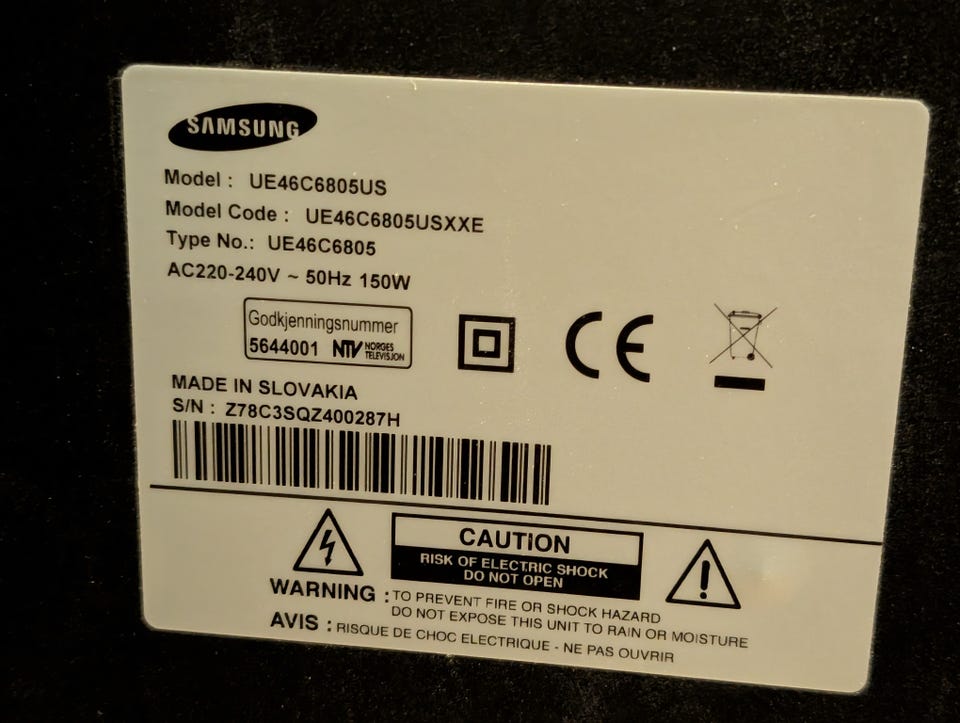 SAMSUNG
Model : UE46C6805US
Model Code : UE46C6805USXXE
Type No.: UE46C6805
AC220-240V ~ 50Hz 150W
Godkjenningsnummer
5644001 NTV NORGES
TELEVISJON
CE
MADE IN SLOVAKIA
S/N : Z78C3SQZ400287H
CAUTION
RISK OF ELECTRIC SHOCK
DO NOT OPEN
WARNING : TO PREVENT FIRE OR SHOCK HAZARD
DO NOT EXPOSE THIS UNIT TO RAIN OR MOISTURE
AVIS : RISQUE DE CHOC ELECTRIQUE - NE PAS OUVRIR